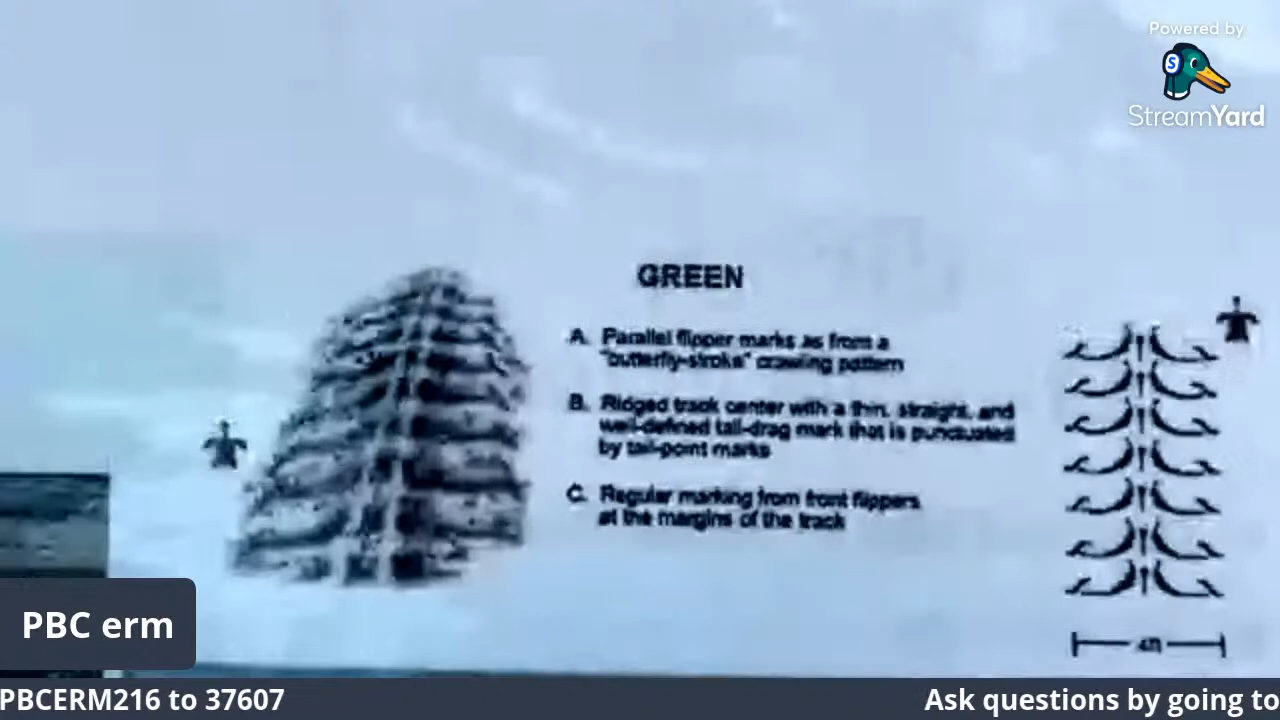 Powered by
StreamYard
GREEN
A. Parallel flipper marks as from a
"butterfly-stroke" crawling pattern
B. Ridged track center with a thin, straight, and
well-defined tail-drag mark that is punctuated
by tail-point marks
C. Regular marking from front flippers
at the margins of the track
4ft
PBC erm
PBCERM216 to 37607
Ask questions by going to